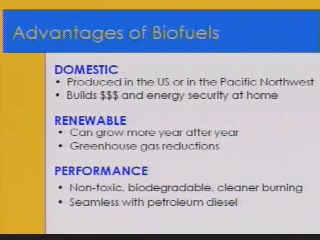 Advantages of Biofuels
DOMESTIC
• Produced in the US or in the Pacific Northwest
• Builds $$$ and energy security at home
RENEWABLE
• Can grow more year after year
• Greenhouse gas reductions
PERFORMANCE
• Non-toxic, biodegradable, cleaner burning
• Seamless with petroleum diesel